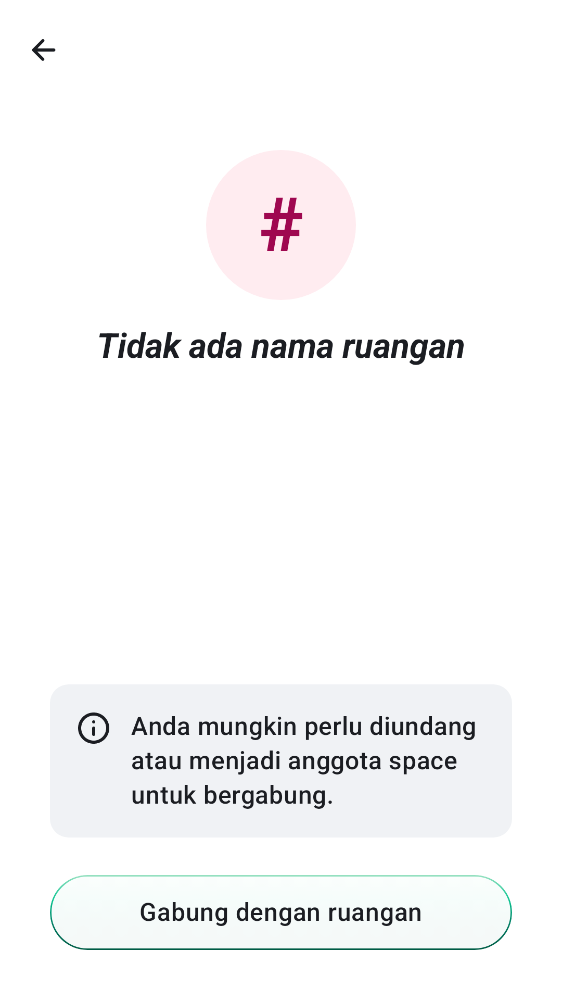 #
Tidak ada nama ruangan
Anda mungkin perlu diundang
atau menjadi anggota space
untuk bergabung.
Gabung dengan ruangan